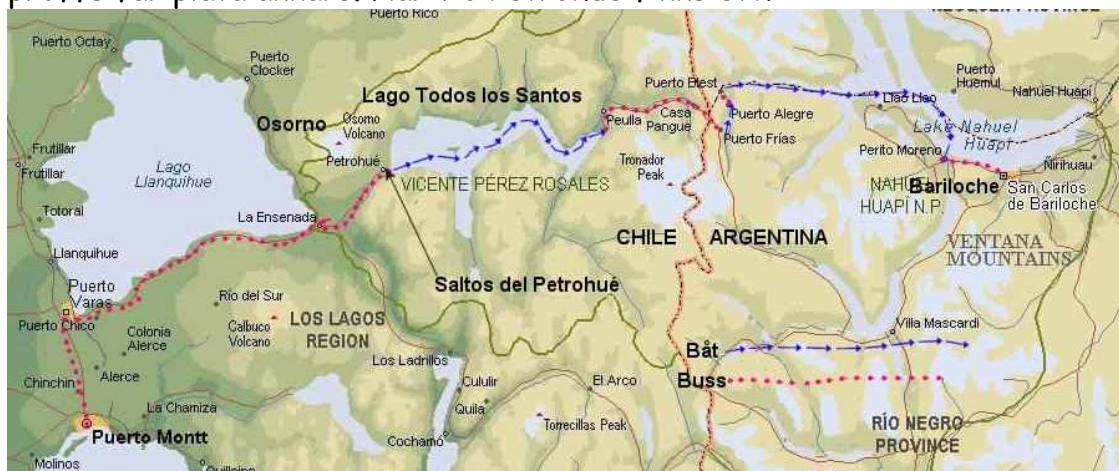 Puerto Rico
Puerto Octay
Puerto
Clocker
Puerto Blest
Puerto
Huemul
Nahuel Huapi
Lago Todos los Santos
Llao Llao
Osorno
Osorno
Volcano
Peulla
Casa
Pangue
Puerto Alegre
Lake Nahuel
Huapi
Frutillar
Frutillar
Petrohué
Puerto Frías
Perito Moreno
Ñirihuau
Lago
Llanquihue
Tronador
Peak
VICENTE PÉREZ ROSALES
NAHU
HUAPÍ N.P.
Bariloche
San Carlos
de Bariloche
Totoral
La Ensenada
CHILE
ARGENTINA
VENTANA
MOUNTAINS
Llanquihue
Saltos del Petrohué
Puerto
Varas
Río del Sur
Puerto Chico
Colonia
Alerce
Calbuco
Volcano
LOS LAGOS
REGION
Villa Mascardi
Los Ladrillos
Båt
Alerce
Chinchin
Cululir
El Arco
Buss
Quila
La Chamiza
Puerto Montt
Torrecillas Peak
RÍO NEGRO
PROVINCE
Cochamó
Molinos